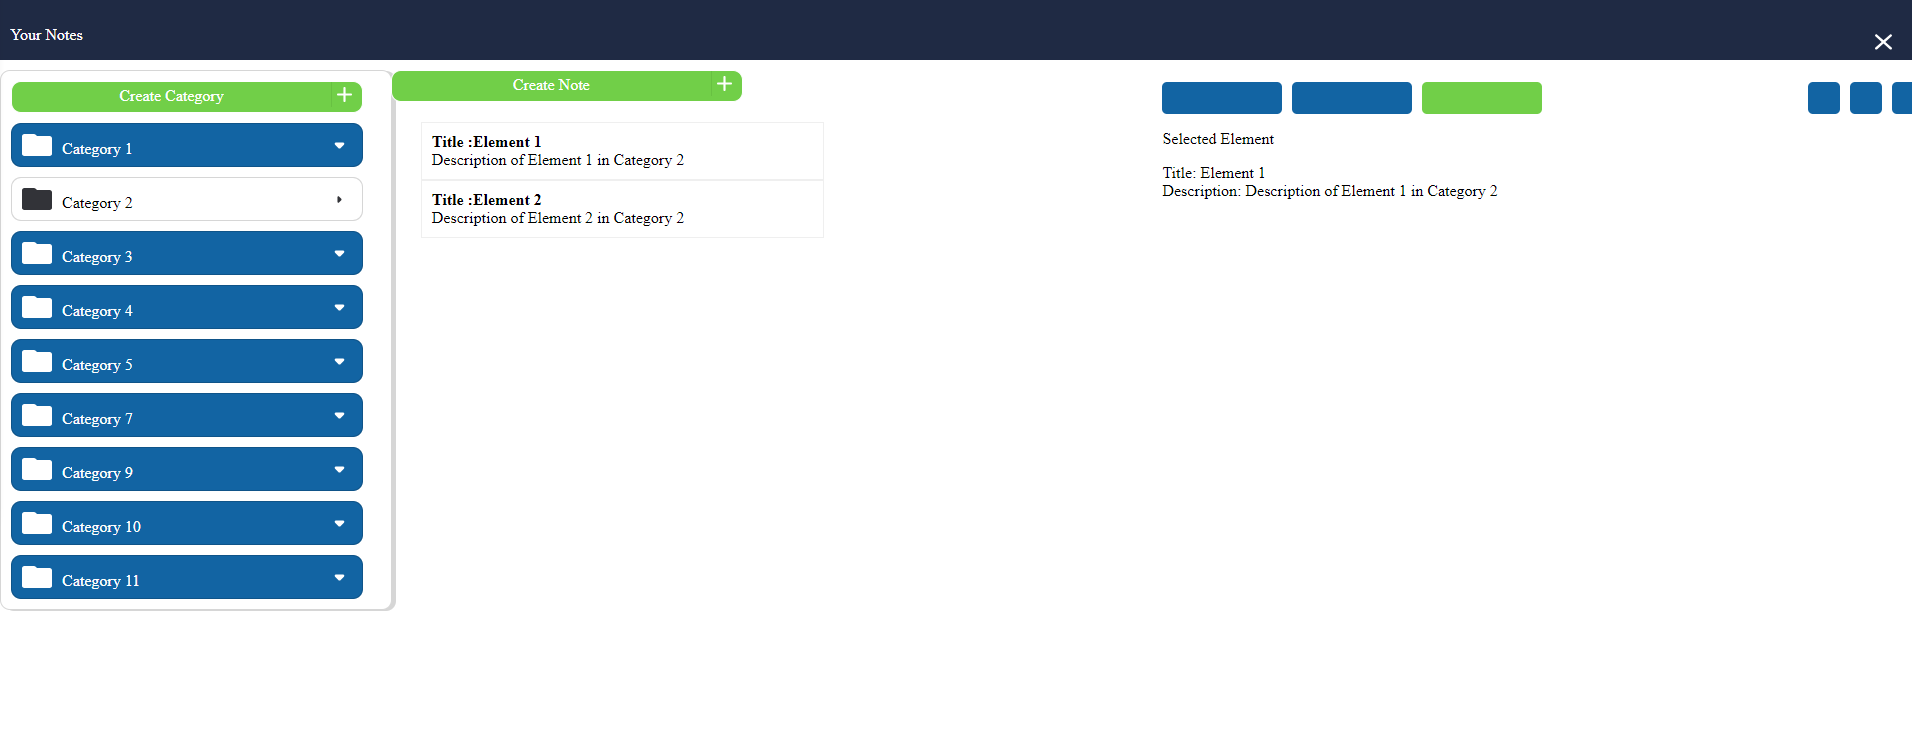 Your Notes
Create Category
Category 1
Category 2
Category 3
Category 4
Category 5
Category 7
Category 9
Category 10
Category 11
Create Note
Title :Element 1
Description of Element 1 in Category 2
Title :Element 2
Description of Element 2 in Category 2
Selected Element
Title: Element 1
Description: Description of Element 1 in Category 2